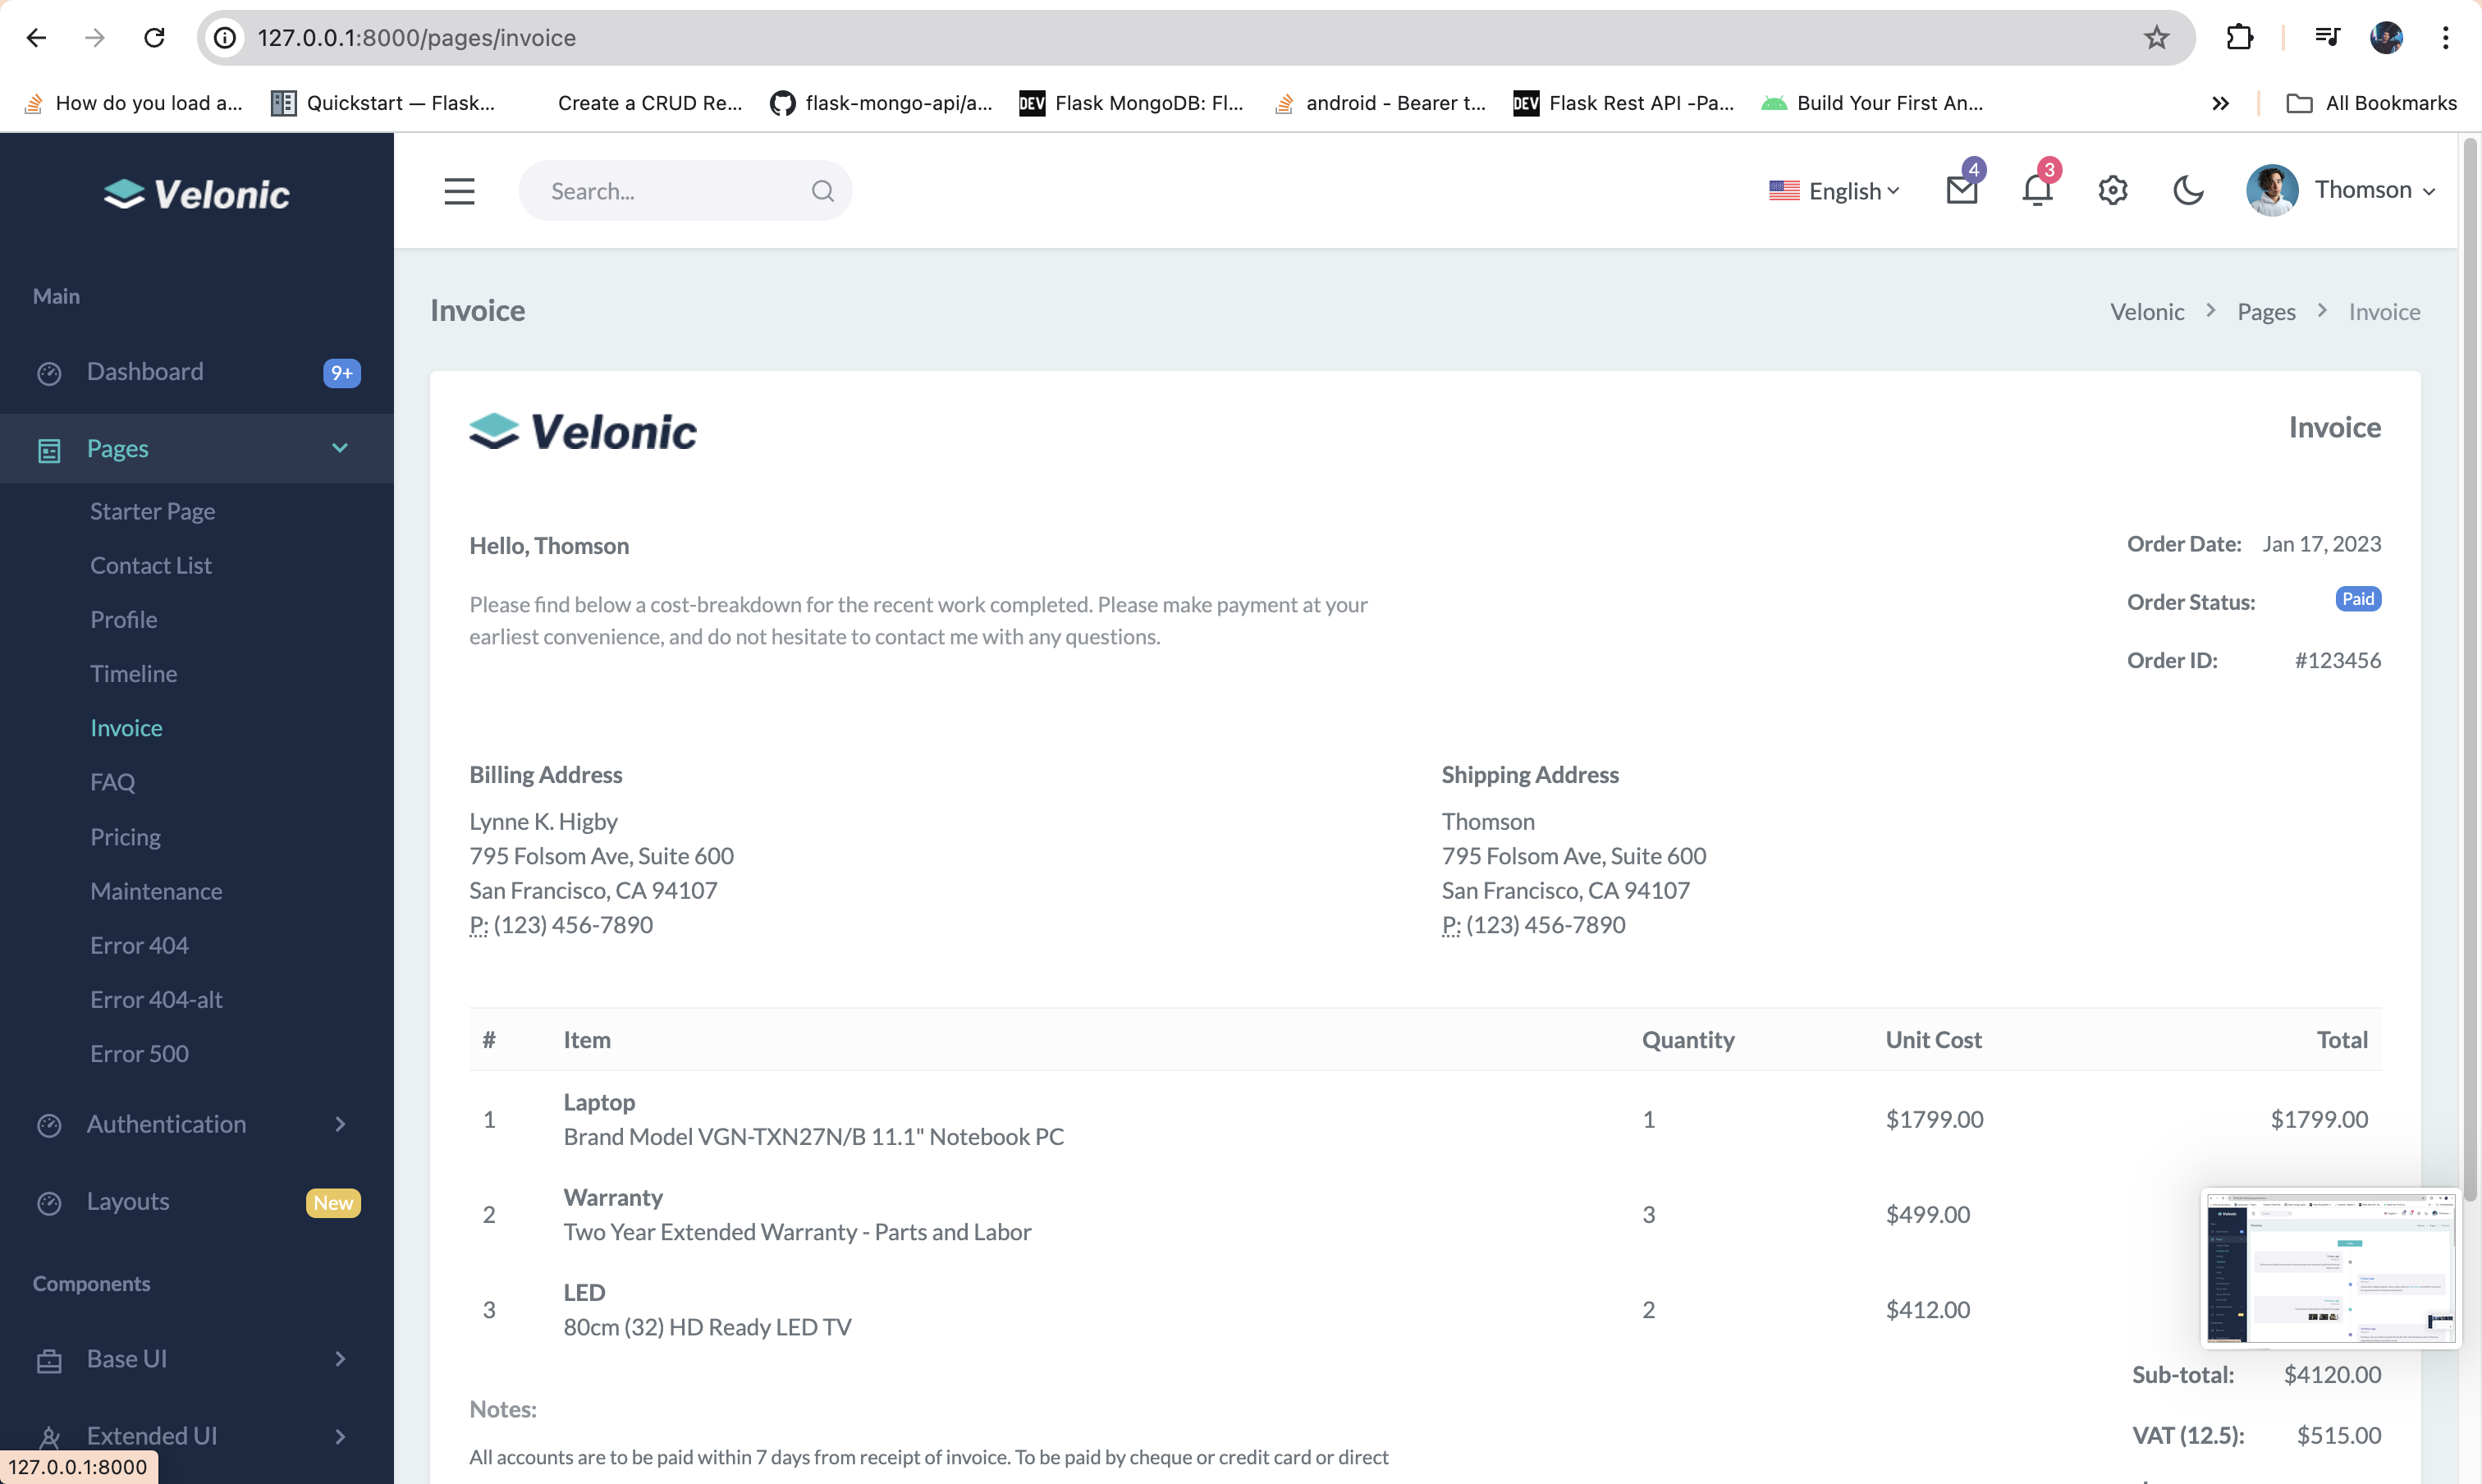 127.0.0.1:8000/pages/invoice
How do you load a...
Quickstart — Flask...
Create a CRUD Re...
flask-mongo-api/a...
DEV Flask MongoDB: Fl...
android - Bearer t...
DEV Flask Rest API -Pa...
Build Your First An...
All Bookmarks
Velonic
Search...
English
4
3
Thomson
Main
Dashboard 9+
Pages
Starter Page
Contact List
Profile
Timeline
Invoice
FAQ
Pricing
Maintenance
Error 404
Error 404-alt
Error 500
Authentication
Layouts New
Components
Base UI
Extended UI
127.0.0.1:8000
Invoice
Velonic > Pages > Invoice
Velonic
Invoice
Hello, Thomson
Please find below a cost-breakdown for the recent work completed. Please make payment at your
earliest convenience, and do not hesitate to contact me with any questions.
Order Date: Jan 17, 2023
Order Status: Paid
Order ID: #123456
Billing Address
Lynne K. Higby
795 Folsom Ave, Suite 600
San Francisco, CA 94107
P: (123) 456-7890
Shipping Address
Thomson
795 Folsom Ave, Suite 600
San Francisco, CA 94107
P: (123) 456-7890
# Item Quantity Unit Cost Total
1 Laptop
Brand Model VGN-TXN27N/B 11.1" Notebook PC 1 $1799.00 $1799.00
2 Warranty
Two Year Extended Warranty - Parts and Labor 3 $499.00
3 LED
80cm (32) HD Ready LED TV 2 $412.00
Sub-total: $4120.00
VAT (12.5): $515.00
Notes:
All accounts are to be paid within 7 days from receipt of invoice. To be paid by cheque or credit card or direct